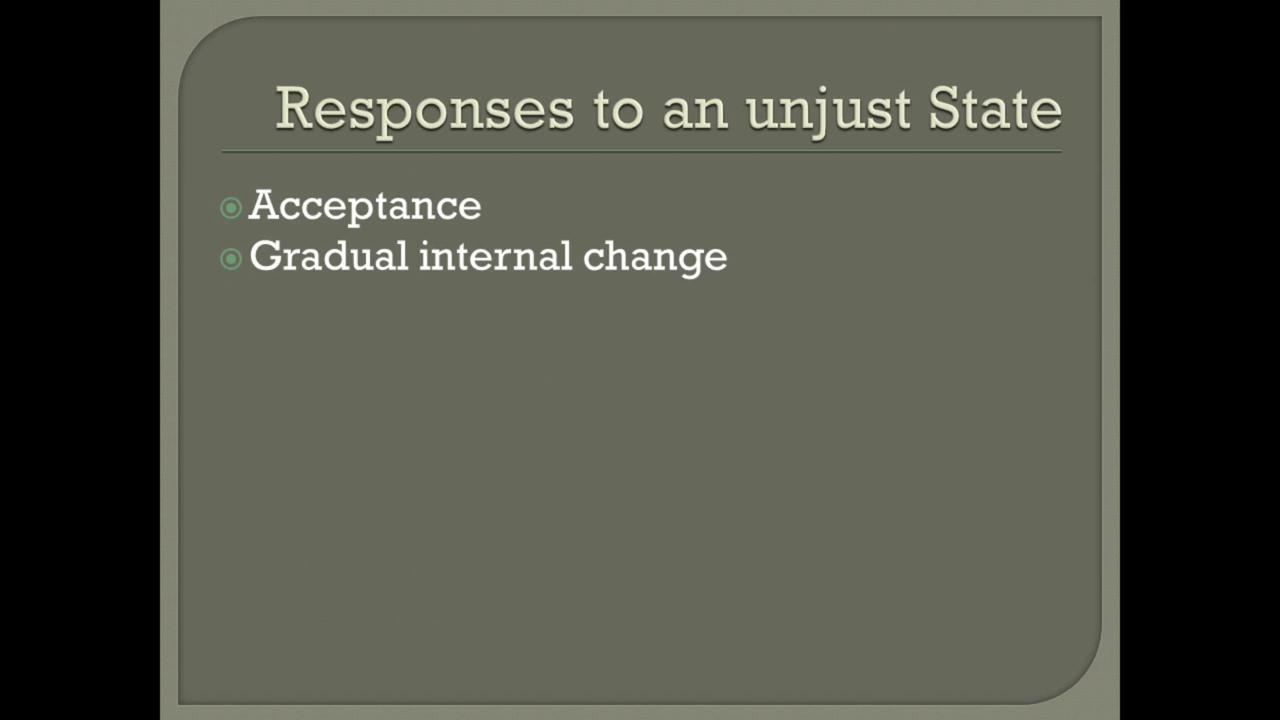 Responses to an unjust State
Acceptance
Gradual internal change